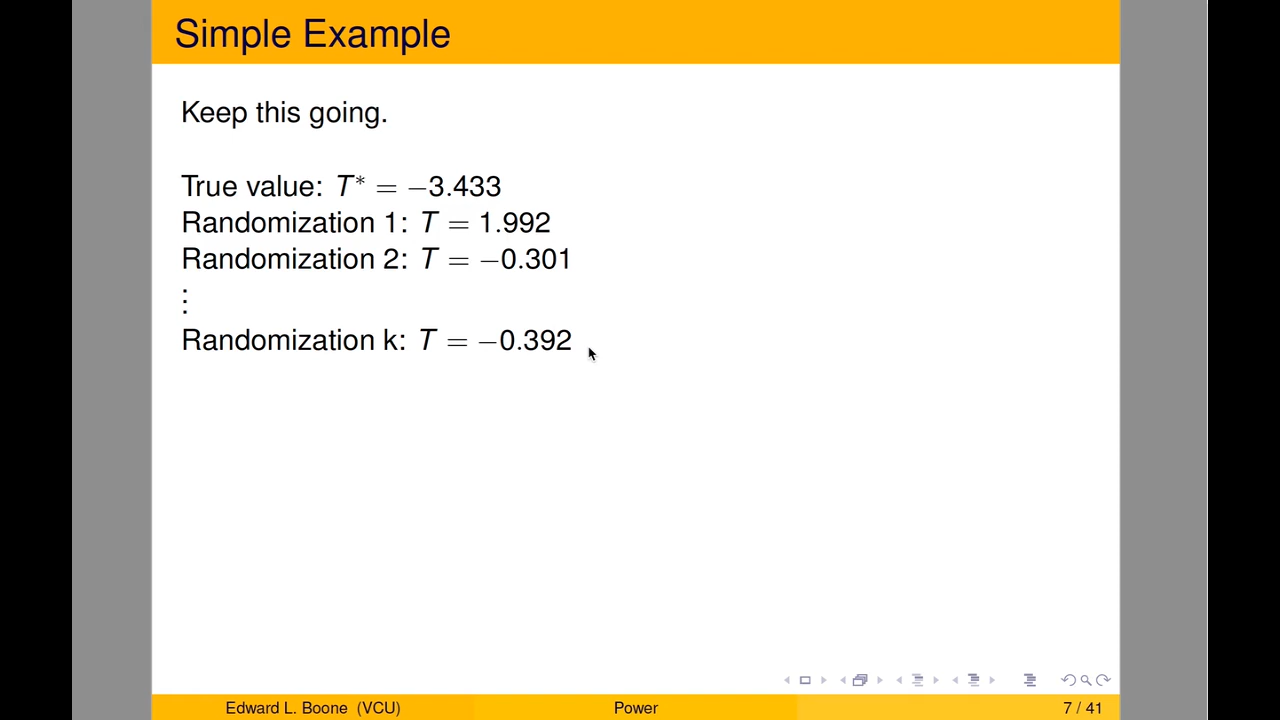 Simple Example
Keep this going.
True value: T* = −3.433
Randomization 1: T = 1.992
Randomization 2: T = −0.301
⋮
Randomization k: T = −0.392
Edward L. Boone (VCU) Power 7 / 41